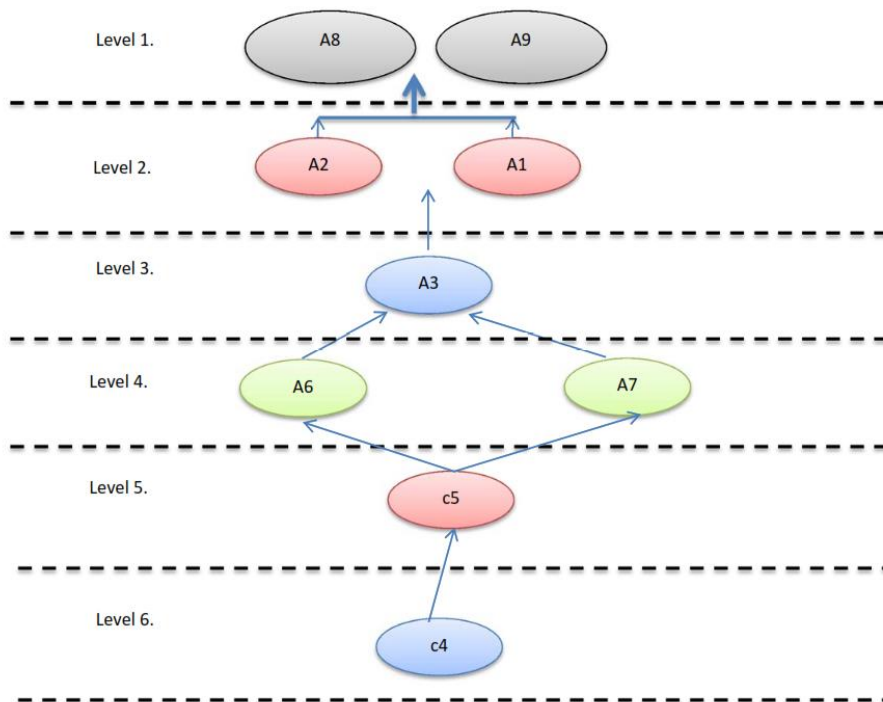 Level 1.
A8
A9
Level 2.
A2
A1
Level 3.
A3
Level 4.
A6
A7
Level 5.
c5
Level 6.
c4